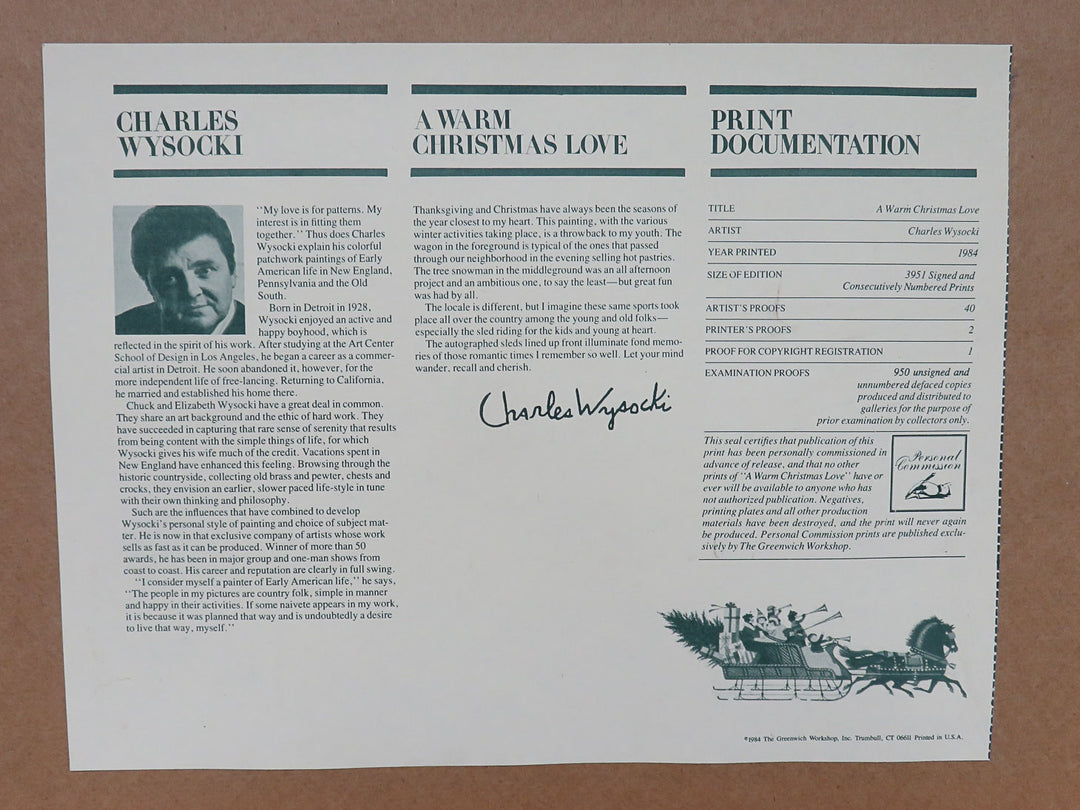 CHARLES
WYSOCKI
"My love is for patterns. My
interest is in fitting them
together." Thus does Charles
Wysocki explain his colorful
patchwork paintings of Early
American life in New England,
Pennsylvania and the Old
South.
Born in Detroit in 1928,
Wysocki enjoyed an active and
happy boyhood, which is
reflected in the spirit of his work. After studying at the Art Center
School of Design in Los Angeles, he began a career as a commer-
cial artist in Detroit. He soon abandoned it, however, for the
more independent life of free-lancing. Returning to California,
he married and established his home there.
Chuck and Elizabeth Wysocki have a great deal in common.
They share an art background and the ethic of hard work. They
have succeeded in capturing that rare sense of serenity that results
from being content with the simple things of life, for which
Wysocki gives his wife much of the credit. Vacations spent in
New England have enhanced this feeling. Browsing through the
historic countryside, collecting old brass and pewter, chests and
crocks, they envision an earlier, slower paced life-style in tune
with their own thinking and philosophy.
Such are the influences that have combined to develop
Wysocki's personal style of painting and choice of subject mat-
ter. He is now in that exclusive company of artists whose work
sells as fast as it can be produced. Winner of more than 50
awards, he has been in major group and one-man shows from
coast to coast. His career and reputation are clearly in full swing.
"I consider myself a painter of Early American life," he says,
"The people in my pictures are country folk, simple in manner
and happy in their activities. If some naivete appears in my work,
it is because it was planned that way and is undoubtedly a desire
to live that way, myself."
A WARM
CHRISTMAS LOVE
Thanksgiving and Christmas have always been the seasons of
the year closest to my heart. This painting, with the various
winter activities taking place, is a throwback to my youth. The
wagon in the foreground is typical of the ones that passed
through our neighborhood in the evening selling hot pastries.
The tree snowman in the middleground was an all afternoon
project and an ambitious one, to say the least—but great fun
was had by all.
The locale is different, but I imagine these same sports took
place all over the country among the young and old folks—
especially the sled riding for the kids and young at heart.
The autographed sleds lined up front illuminate fond memo-
ries of those romantic times I remember so well. Let your mind
wander, recall and cherish.
Charles Wysocki
PRINT
DOCUMENTATION
TITLE A Warm Christmas Love
ARTIST Charles Wysocki
YEAR PRINTED 1984
SIZE OF EDITION 3951 Signed and
Consecutively Numbered Prints
ARTIST'S PROOFS 40
PRINTER'S PROOFS 2
PROOF FOR COPYRIGHT REGISTRATION 1
EXAMINATION PROOFS 950 unsigned and
unnumbered defaced copies
produced and distributed to
galleries for the purpose of
prior examination by collectors only.
This seal certifies that publication of this
print has been personally commissioned in
advance of release, and that no other
prints of "A Warm Christmas Love" have or
ever will be available to anyone who has
not authorized publication. Negatives,
printing plates and all other production
materials have been destroyed, and the print will never again
be produced. Personal Commission prints are published exclu-
sively by The Greenwich Workshop.
Personal
Commission
©1984 The Greenwich Workshop, Inc. Trumbull, CT 06611 Printed in U.S.A.